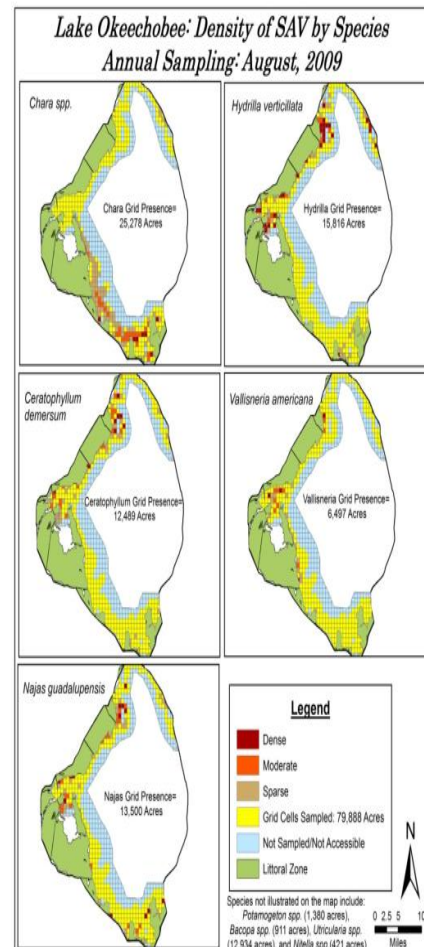 Lake Okeechobee: Density of SAV by Species
Annual Sampling: August, 2009
Chara spp.
Chara Grid Presence=
25,278 Acres
Hydrilla verticillata
Hydrilla Grid Presence=
15,816 Acres
Ceratophyllum
demersum
Ceratophyllum Grid Presence=
12,489 Acres
Vallisneria americana
Vallisneria Grid Presence=
6,497 Acres
Najas guadalupensis
Najas Grid Presence=
13,500 Acres
Legend
Dense
Moderate
Sparse
Grid Cells Sampled: 79,888 Acres
Not Sampled/Not Accessible
Littoral Zone
N
Species not illustrated on the map include:
Potamogeton spp. (1,380 acres),
Bacopa spp. (911 acres), Utricularia spp.
(12,934 acres), and Nitella spp (421 acres)
0 2.5 5 10
Miles